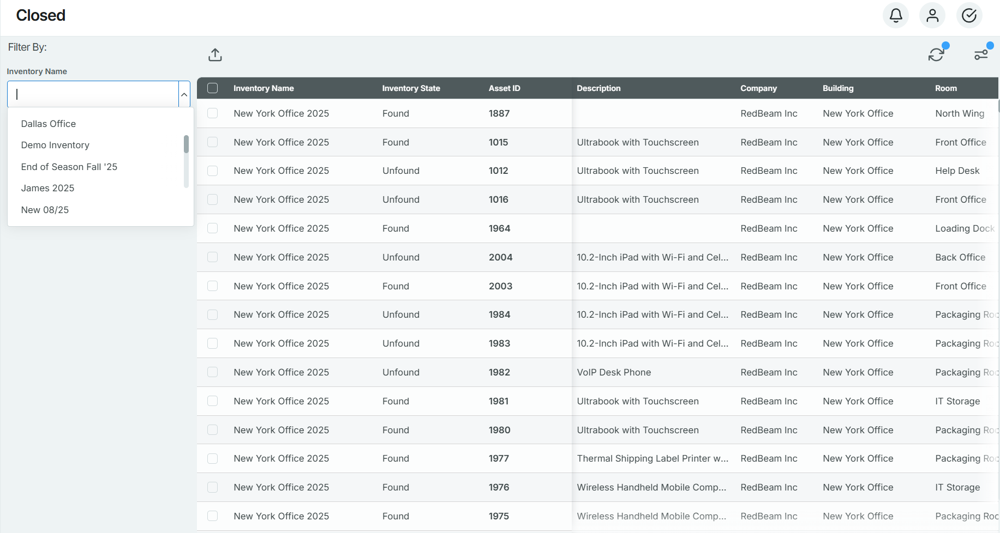 Closed
Filter By:
Inventory Name
Dallas Office
Demo Inventory
End of Season Fall '25
James 2025
New 08/25
Inventory Name Inventory State Asset ID Description Company Building Room
New York Office 2025 Found 1887 RedBeam Inc New York Office North Wing
New York Office 2025 Found 1015 Ultrabook with Touchscreen RedBeam Inc New York Office Front Office
New York Office 2025 Unfound 1012 Ultrabook with Touchscreen RedBeam Inc New York Office Help Desk
New York Office 2025 Unfound 1016 Ultrabook with Touchscreen RedBeam Inc New York Office Front Office
New York Office 2025 Found 1964 RedBeam Inc New York Office Loading Dock
New York Office 2025 Unfound 2004 10.2-Inch iPad with Wi-Fi and Cel... RedBeam Inc New York Office Back Office
New York Office 2025 Found 2003 10.2-Inch iPad with Wi-Fi and Cel... RedBeam Inc New York Office Front Office
New York Office 2025 Unfound 1984 10.2-Inch iPad with Wi-Fi and Cel... RedBeam Inc New York Office Packaging Roo
New York Office 2025 Unfound 1983 10.2-Inch iPad with Wi-Fi and Cel... RedBeam Inc New York Office Packaging Roo
New York Office 2025 Unfound 1982 VoIP Desk Phone RedBeam Inc New York Office Packaging Roo
New York Office 2025 Found 1981 Ultrabook with Touchscreen RedBeam Inc New York Office IT Storage
New York Office 2025 Found 1980 Ultrabook with Touchscreen RedBeam Inc New York Office Packaging Roo
New York Office 2025 Found 1977 Thermal Shipping Label Printer w... RedBeam Inc New York Office Packaging Roo
New York Office 2025 Found 1976 Wireless Handheld Mobile Comp... RedBeam Inc New York Office IT Storage
New York Office 2025 Found 1975 Wireless Handheld Mobile Comp... RedBeam Inc New York Office Packaging Roo